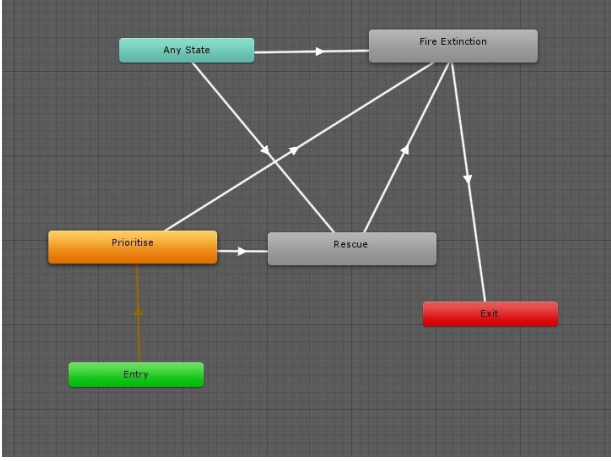 Any State
Fire Extinction
Prioritise
Rescue
Exit
Entry